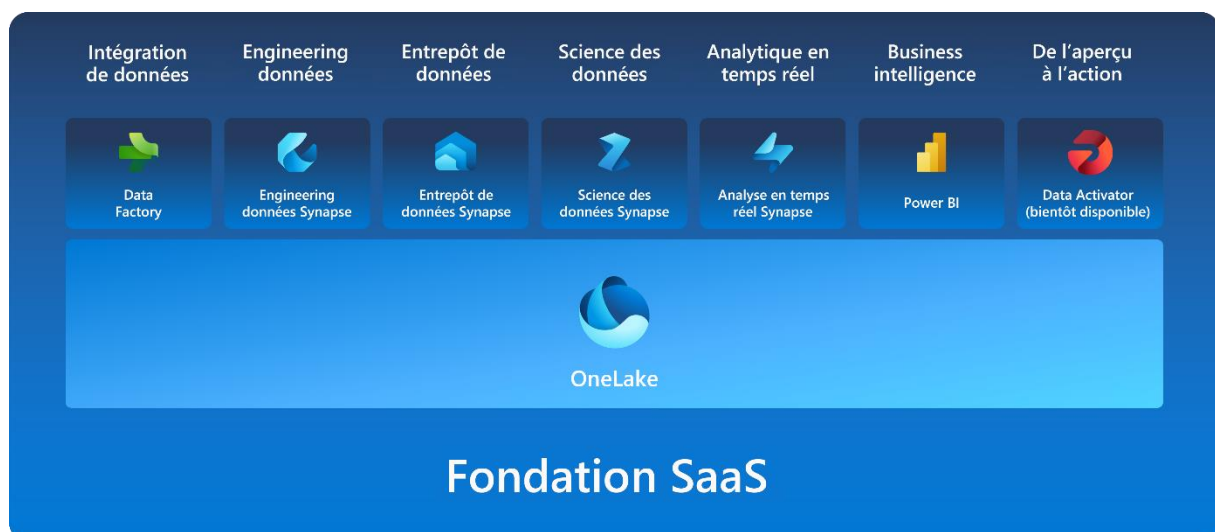 Intégration
de données
Engineering
données
Entrepôt de
données
Science des
données
Analytique en
temps réel
Business
intelligence
De l'aperçu
à l'action
Data
Factory
Engineering
données Synapse
Entrepôt de
données Synapse
Science des
données Synapse
Analyse en temps
réel Synapse
Power BI
Data Activator
(bientôt disponible)
OneLake
Fondation SaaS